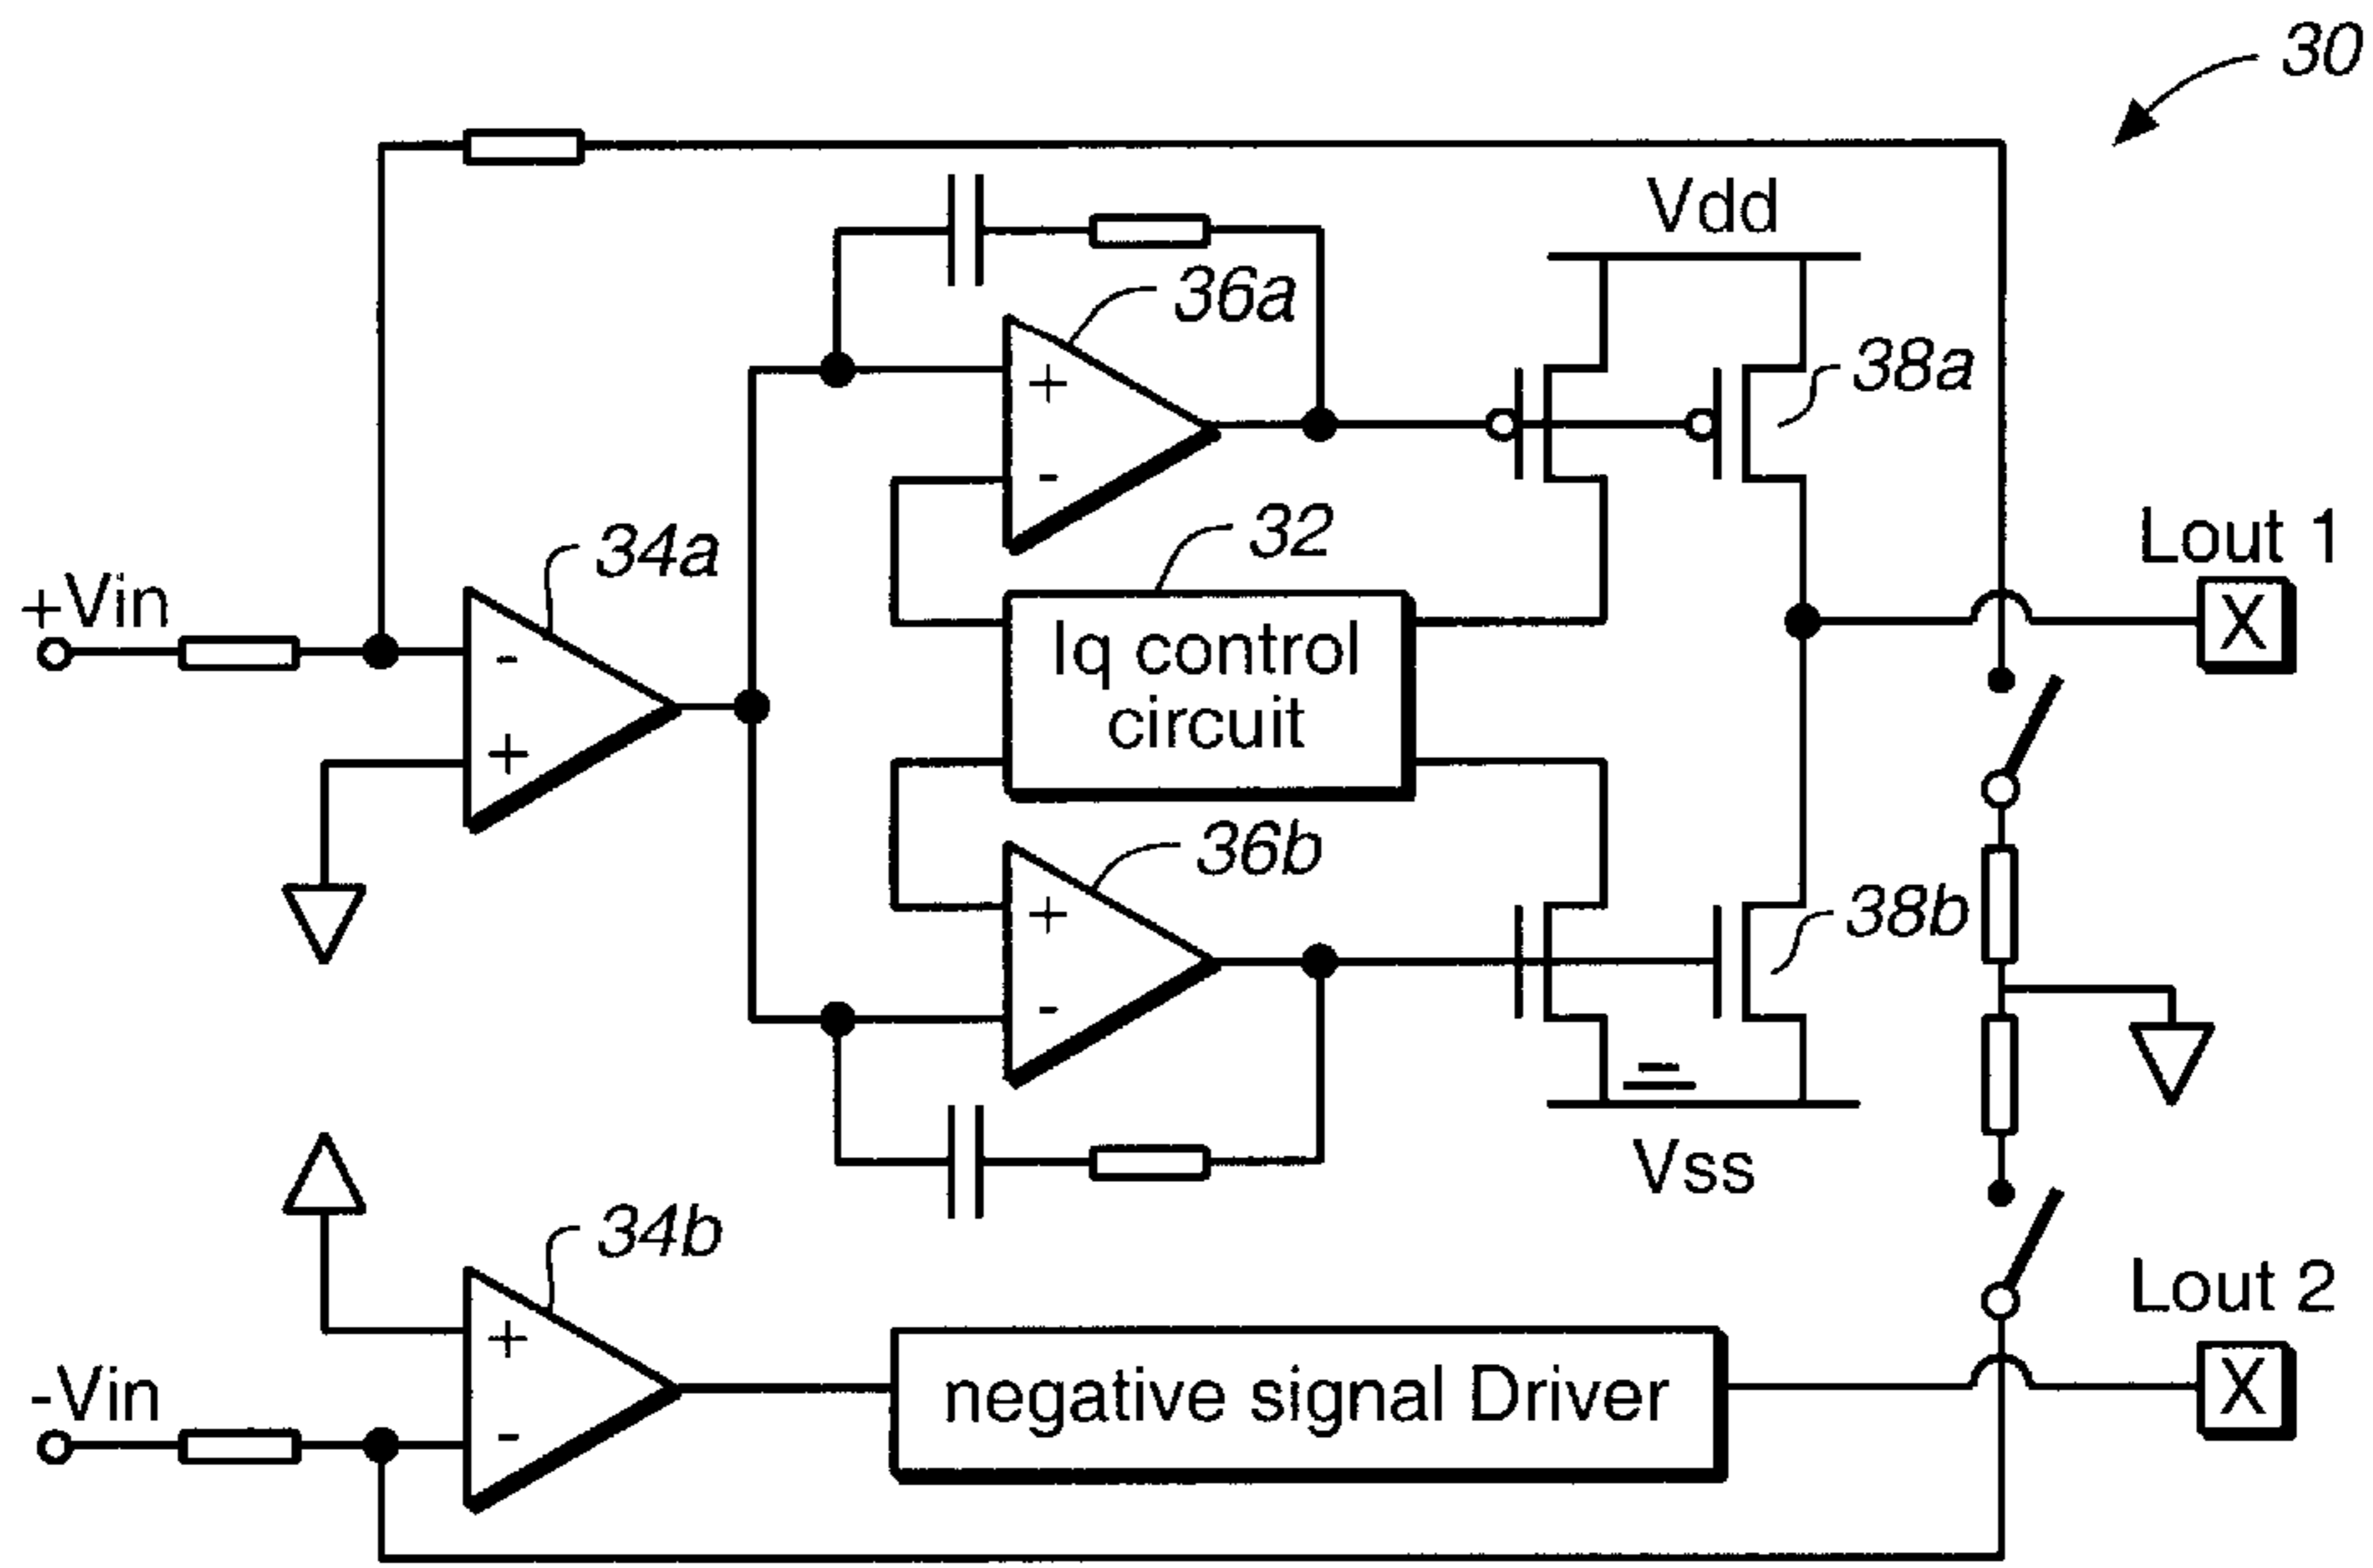 30
Vdd
36a
38a
+
-
34a
32
Lout 1
+Vin
X
-
Iq control
circuit
+
36b
38b
+
-
Vss
34b
Lout 2
+
-Vin
negative signal Driver
X
-